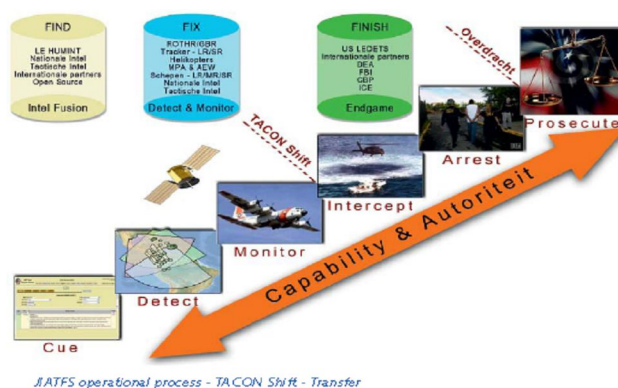 FIND
LE HUMINT
Nationale Intel
Tactische Intel
Internationale partners
Open Source
Intel Fusion
FIX
ROTHR/GBR
Tracker - LR/SR
Helikopters
MPA & AEW
Schepen - LR/MR/SR
Nationale Intel
Tactische Intel
Detect & Monitor
FINISH
US LEDETS
Internationale partners
DEA
FBI
CBP
ICE
Endgame
Overdracht
Prosecute
Arrest
TACON Shift
Intercept
Monitor
Detect
Cue
Capability & Autoriteit
JIATFS operational process - TACON Shift - Transfer